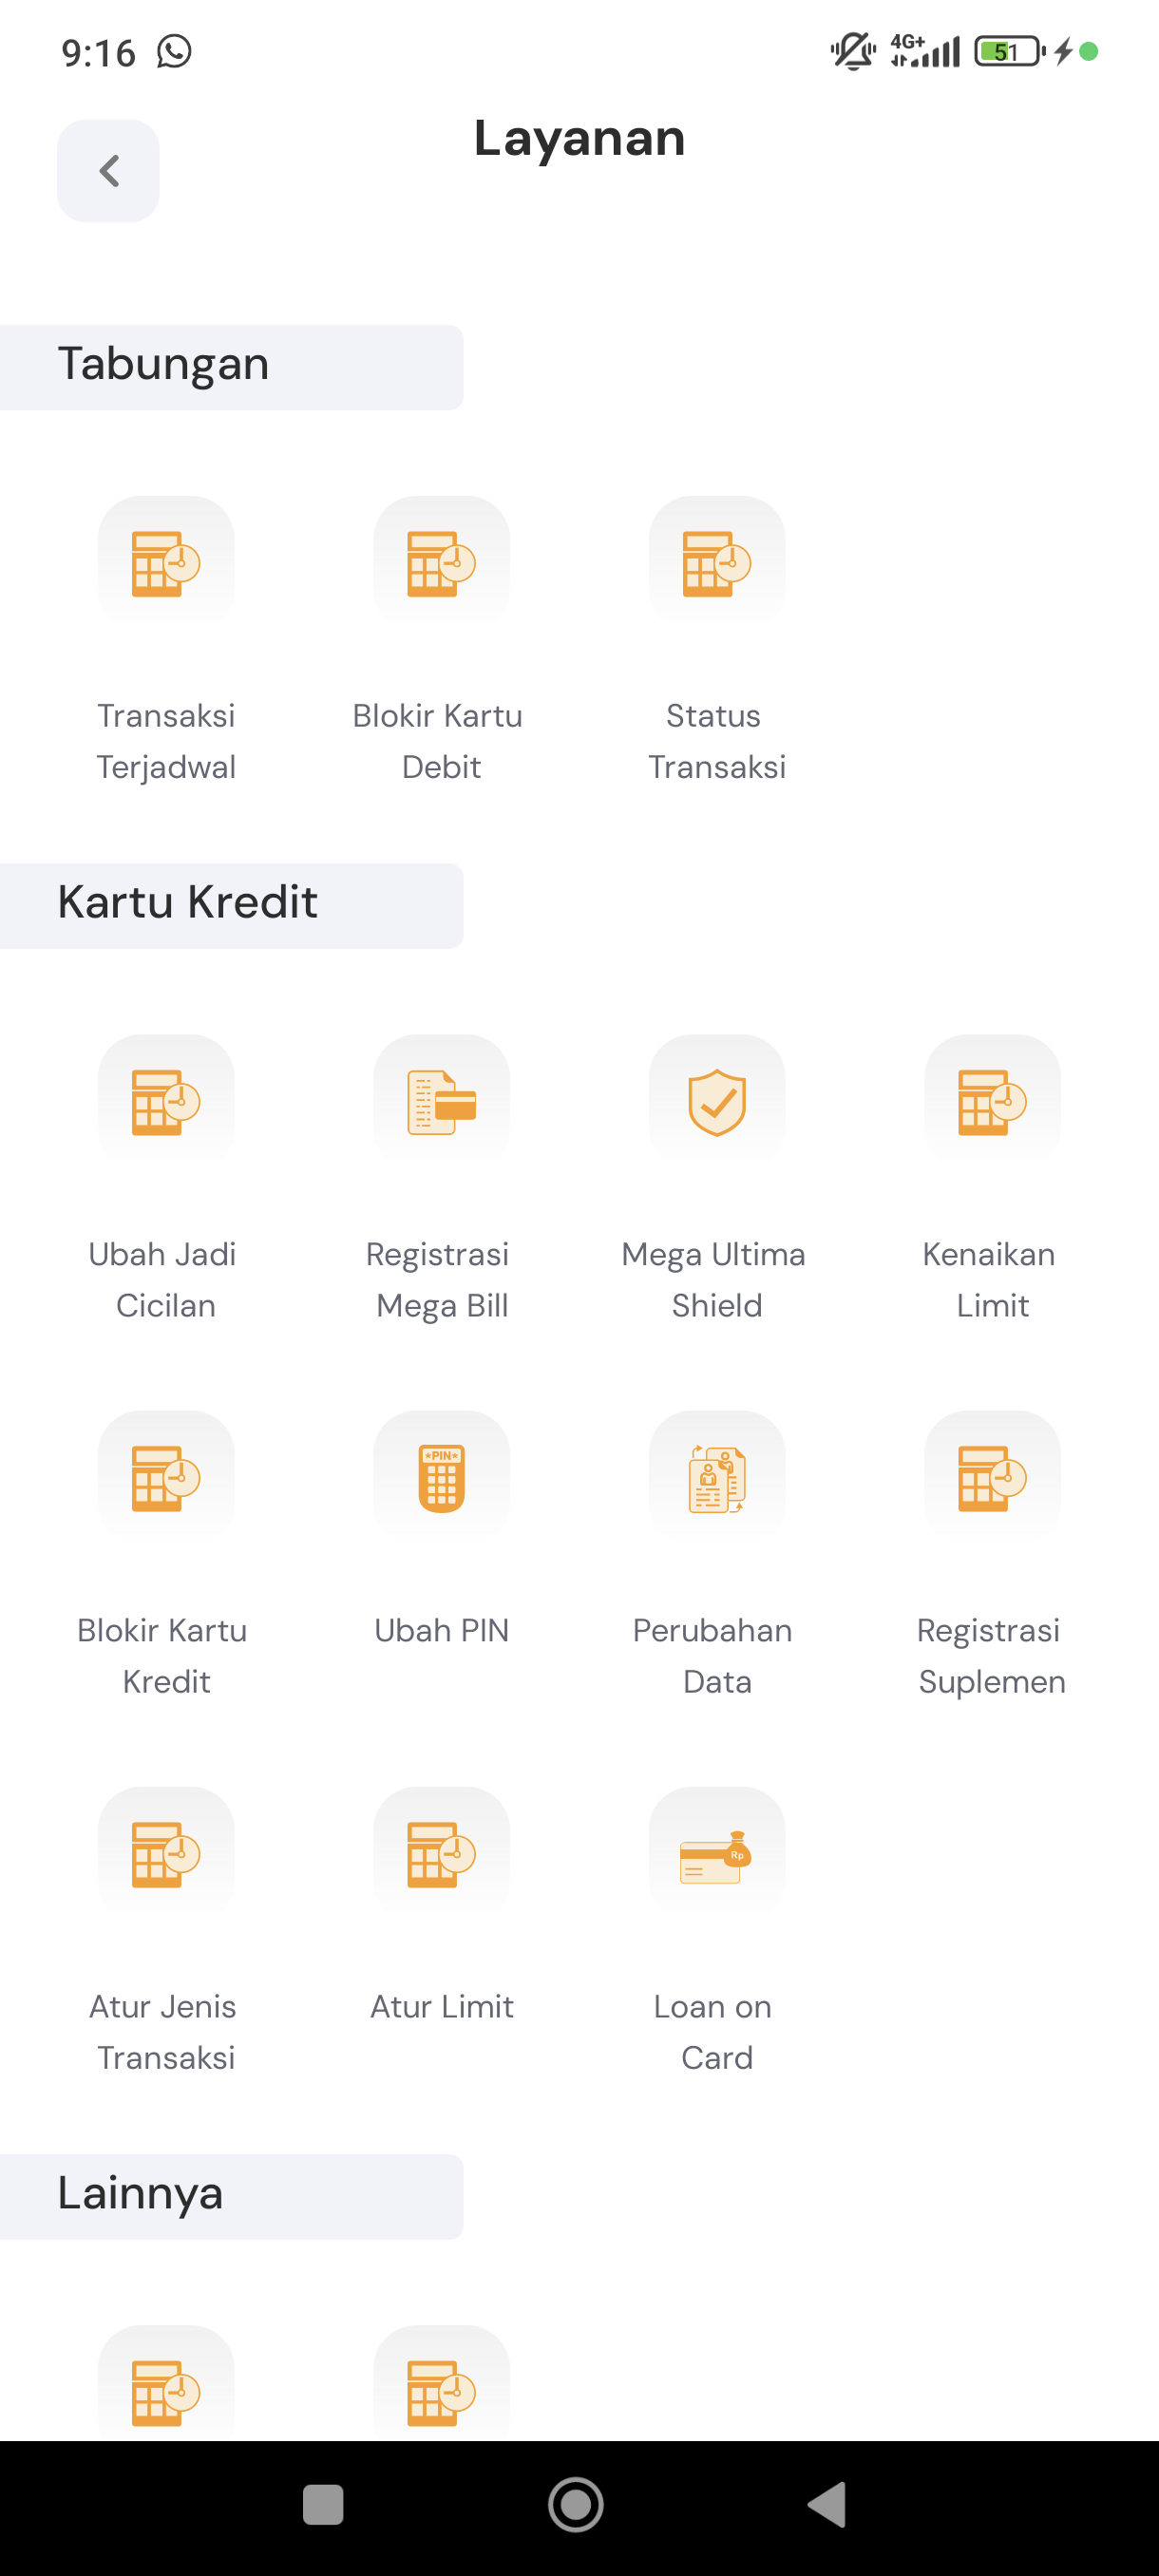 9:16
4G+
51
Layanan
Tabungan
Transaksi
Terjadwal
Blokir Kartu
Debit
Status
Transaksi
Kartu Kredit
Ubah Jadi
Cicilan
Registrasi
Mega Bill
Mega Ultima
Shield
Kenaikan
Limit
*PIN*
Blokir Kartu
Kredit
Ubah PIN
Perubahan
Data
Registrasi
Suplemen
Rp
Atur Jenis
Transaksi
Atur Limit
Loan on
Card
Lainnya